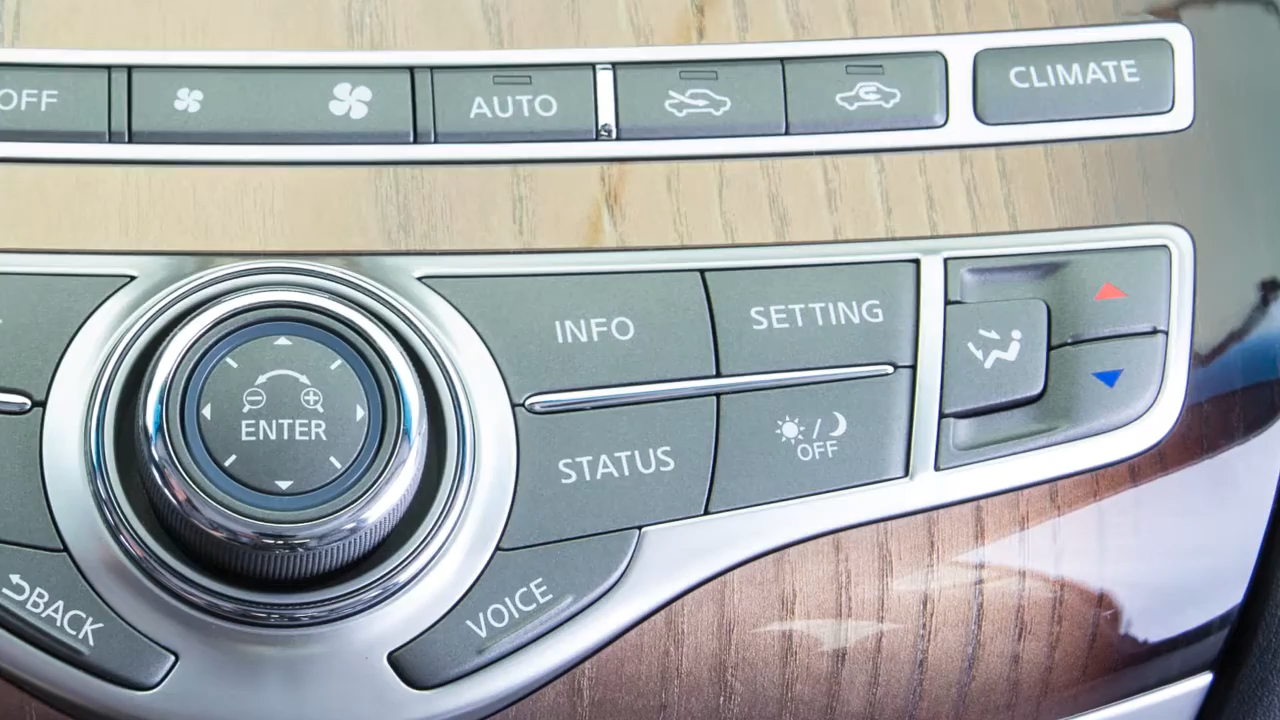 OFF
AUTO
CLIMATE
INFO
SETTING
ENTER
STATUS
OFF
BACK
VOICE